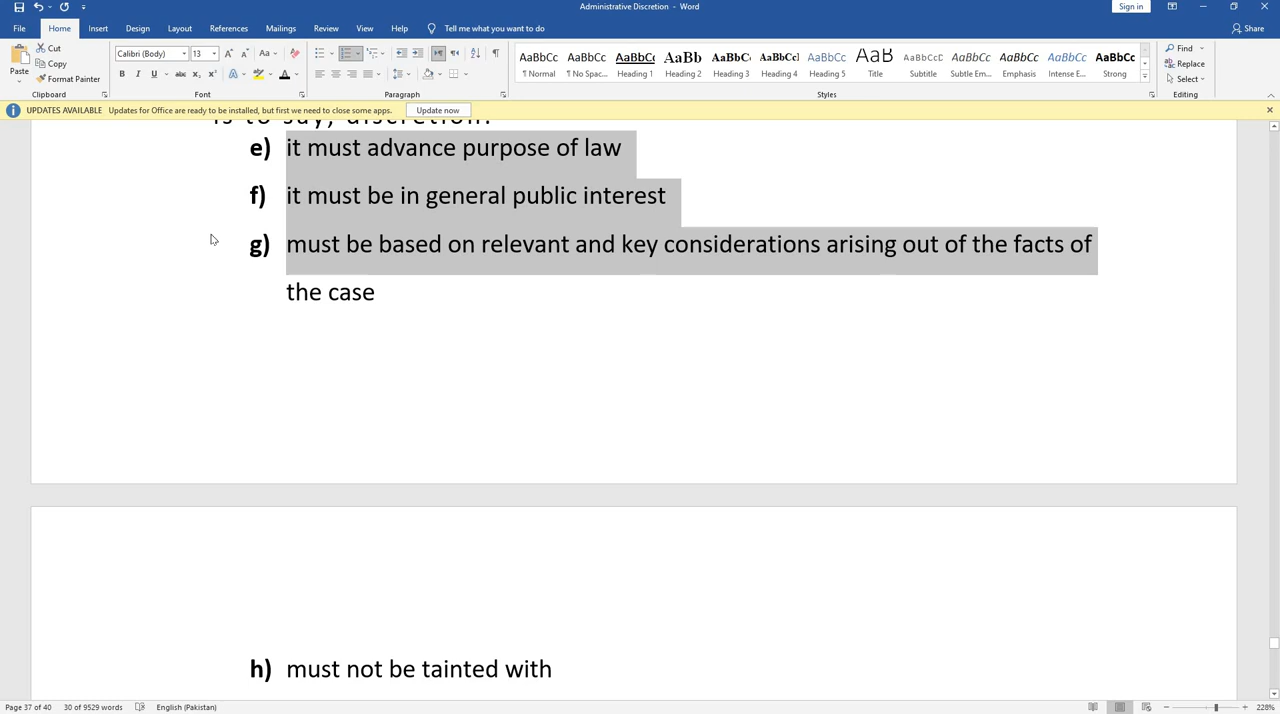 Administrative Discretion - Word
Sign in
File Home Insert Design Layout References Mailings Review View Help Tell me what you want to do
Share
Paste
Cut
Copy
Format Painter
Clipboard
Calibri (Body) 13
Font
Paragraph
AaBbCc AaBbCc AaBbCc AaBb AaBbC AaBbCc AaBbCc AaB AaBbCcD AaBbCc AaBbCc AaBbCc AaBbCc
¶ Normal ¶ No Spac... Heading 1 Heading 2 Heading 3 Heading 4 Heading 5 Title Subtitle Subtle Em... Emphasis Intense E... Strong
Styles
Find
Replace
Select
Editing
UPDATES AVAILABLE Updates for Office are ready to be installed, but first we need to close some apps. Update now
is to say, discretion:
e) it must advance purpose of law
f) it must be in general public interest
g) must be based on relevant and key considerations arising out of the facts of
the case
h) must not be tainted with
Page 37 of 40 30 of 9529 words English (Pakistan) 228%